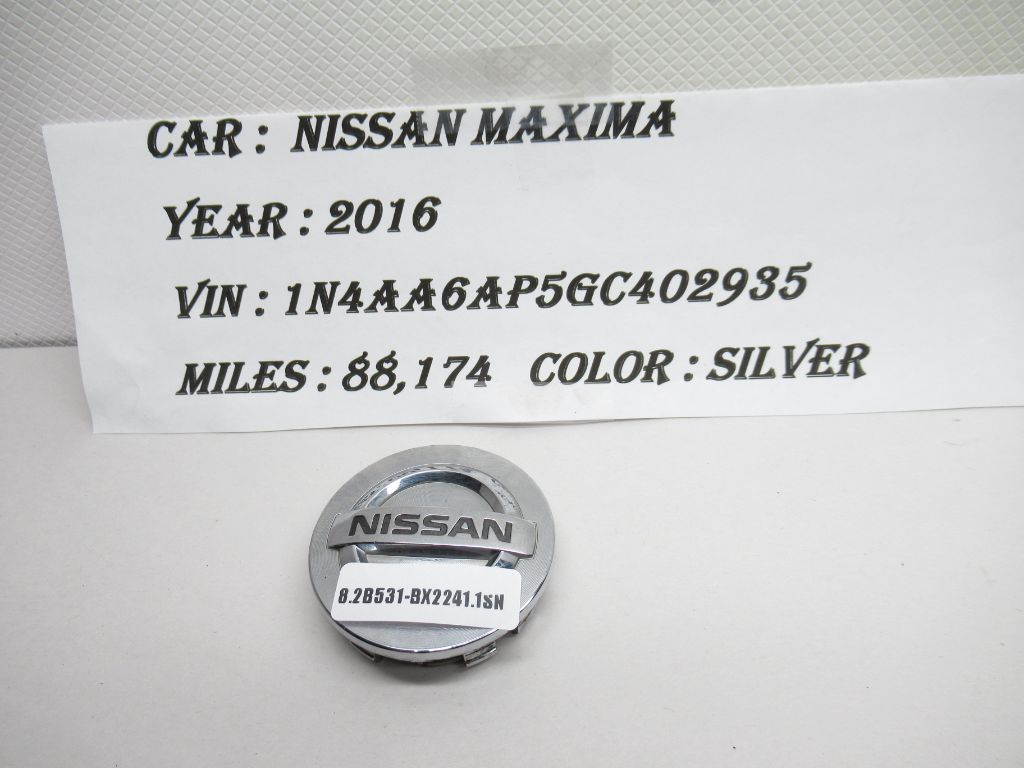 CAR : NISSAN MAXIMA
YEAR : 2016
VIN : 1N4AA6AP5GC402935
MILES : 88,174 COLOR : SILVER
NISSAN
8.2B531-BX2241.1SN